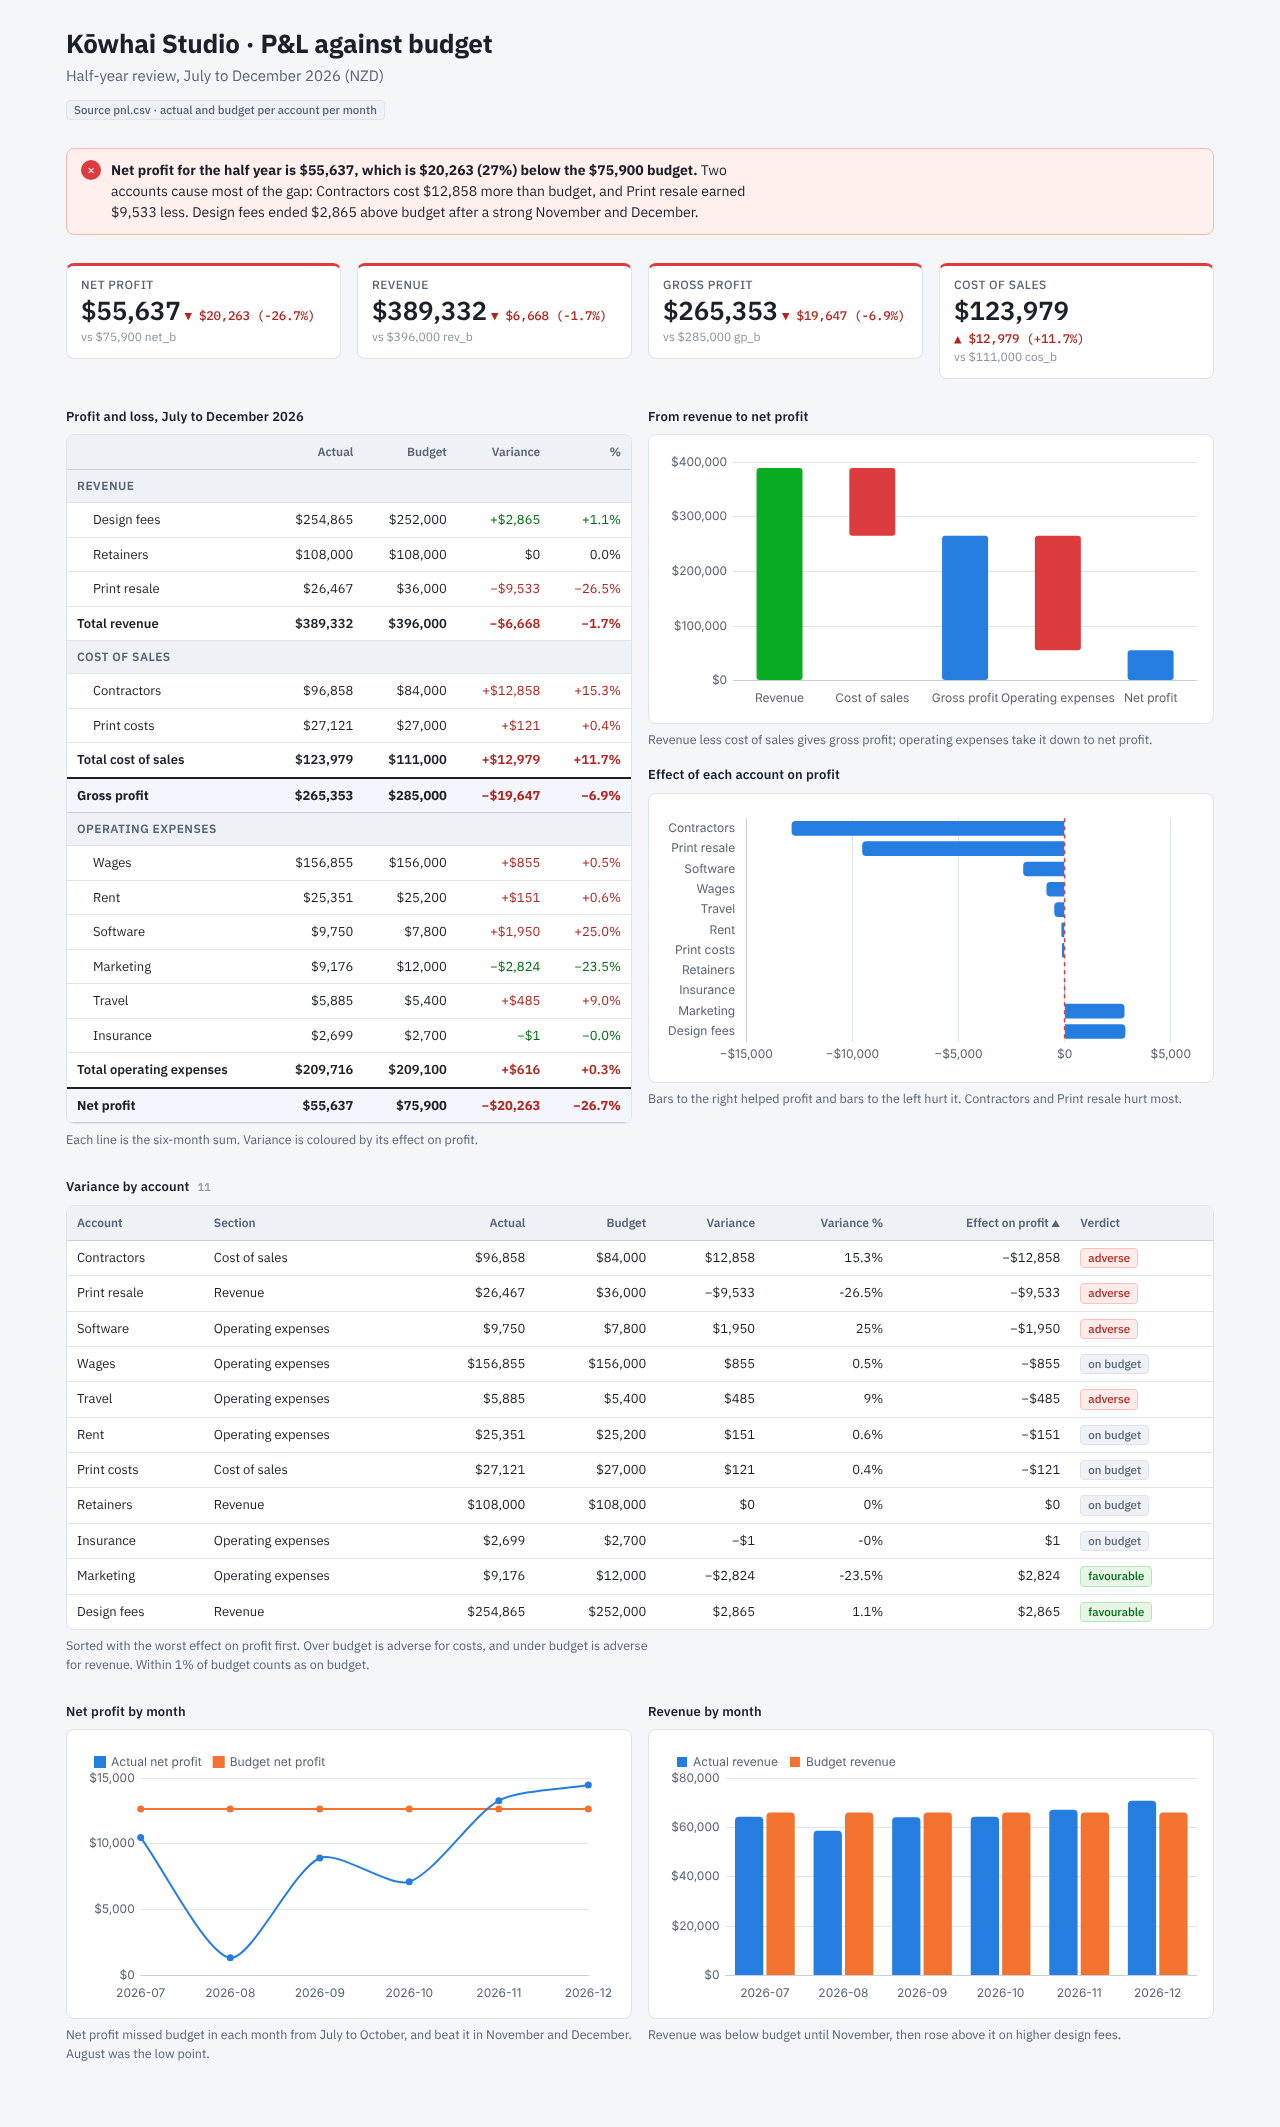 Kōwhai Studio · P&L against budget
Half-year review, July to December 2026 (NZD)
Source pnl.csv · actual and budget per account per month
Net profit for the half year is $55,637, which is $20,263 (27%) below the $75,900 budget. Two
accounts cause most of the gap: Contractors cost $12,858 more than budget, and Print resale earned
$9,533 less. Design fees ended $2,865 above budget after a strong November and December.
NET PROFIT
$55,637 ▼ $20,263 (-26.7%)
vs $75,900 net_b
REVENUE
$389,332 ▼ $6,668 (-1.7%)
vs $396,000 rev_b
GROSS PROFIT
$265,353 ▼ $19,647 (-6.9%)
vs $285,000 gp_b
COST OF SALES
$123,979
▲ $12,979 (+11.7%)
vs $111,000 cos_b
Profit and loss, July to December 2026
Actual Budget Variance %
REVENUE
Design fees $254,865 $252,000 +$2,865 +1.1%
Retainers $108,000 $108,000 $0 0.0%
Print resale $26,467 $36,000 −$9,533 −26.5%
Total revenue $389,332 $396,000 −$6,668 −1.7%
COST OF SALES
Contractors $96,858 $84,000 +$12,858 +15.3%
Print costs $27,121 $27,000 +$121 +0.4%
Total cost of sales $123,979 $111,000 +$12,979 +11.7%
Gross profit $265,353 $285,000 −$19,647 −6.9%
OPERATING EXPENSES
Wages $156,855 $156,000 +$855 +0.5%
Rent $25,351 $25,200 +$151 +0.6%
Software $9,750 $7,800 +$1,950 +25.0%
Marketing $9,176 $12,000 −$2,824 −23.5%
Travel $5,885 $5,400 +$485 +9.0%
Insurance $2,699 $2,700 −$1 −0.0%
Total operating expenses $209,716 $209,100 +$616 +0.3%
Net profit $55,637 $75,900 −$20,263 −26.7%
Each line is the six-month sum. Variance is coloured by its effect on profit.
From revenue to net profit
$400,000
$300,000
$200,000
$100,000
$0
Revenue Cost of sales Gross profit Operating expenses Net profit
Revenue less cost of sales gives gross profit; operating expenses take it down to net profit.
Effect of each account on profit
Contractors
Print resale
Software
Wages
Travel
Rent
Print costs
Retainers
Insurance
Marketing
Design fees
−$15,000 −$10,000 −$5,000 $0 $5,000
Bars to the right helped profit and bars to the left hurt it. Contractors and Print resale hurt most.
Variance by account 11
Account Section Actual Budget Variance Variance % Effect on profit ▲ Verdict
Contractors Cost of sales $96,858 $84,000 $12,858 15.3% −$12,858 adverse
Print resale Revenue $26,467 $36,000 −$9,533 -26.5% −$9,533 adverse
Software Operating expenses $9,750 $7,800 $1,950 25% −$1,950 adverse
Wages Operating expenses $156,855 $156,000 $855 0.5% −$855 on budget
Travel Operating expenses $5,885 $5,400 $485 9% −$485 adverse
Rent Operating expenses $25,351 $25,200 $151 0.6% −$151 on budget
Print costs Cost of sales $27,121 $27,000 $121 0.4% −$121 on budget
Retainers Revenue $108,000 $108,000 $0 0% $0 on budget
Insurance Operating expenses $2,699 $2,700 −$1 -0% $1 on budget
Marketing Operating expenses $9,176 $12,000 −$2,824 -23.5% $2,824 favourable
Design fees Revenue $254,865 $252,000 $2,865 1.1% $2,865 favourable
Sorted with the worst effect on profit first. Over budget is adverse for costs, and under budget is adverse
for revenue. Within 1% of budget counts as on budget.
Net profit by month
Actual net profit Budget net profit
$15,000
$10,000
$5,000
$0
2026-07 2026-08 2026-09 2026-10 2026-11 2026-12
Net profit missed budget in each month from July to October, and beat it in November and December.
August was the low point.
Revenue by month
Actual revenue Budget revenue
$80,000
$60,000
$40,000
$20,000
$0
2026-07 2026-08 2026-09 2026-10 2026-11 2026-12
Revenue was below budget until November, then rose above it on higher design fees.